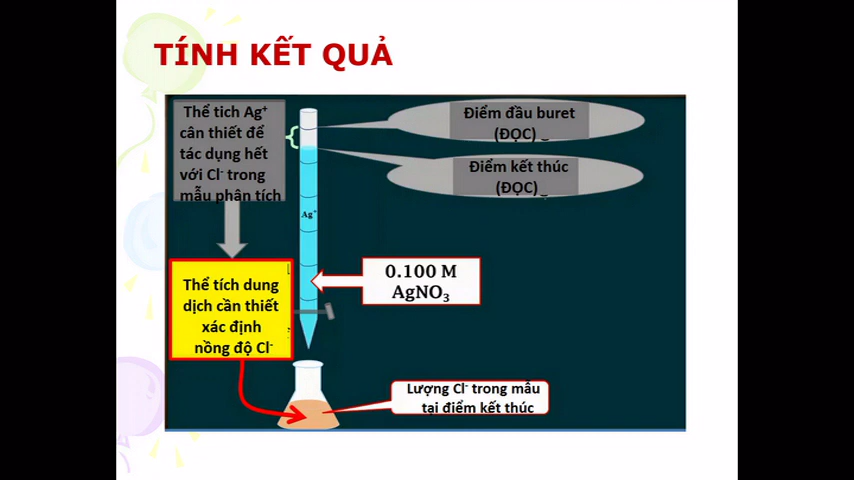 TÍNH KẾT QUẢ
Thể tich Ag⁺
cân thiết để
tác dụng hết
với Cl⁻ trong
mẫu phân tích
Điểm đầu buret
(ĐỌC)
Điểm kết thúc
(ĐỌC)
Ag⁺
Thể tích dung
dịch cần thiết
xác định
nồng độ Cl⁻
0.100 M
AgNO₃
Lượng Cl⁻ trong mẫu
tại điểm kết thúc